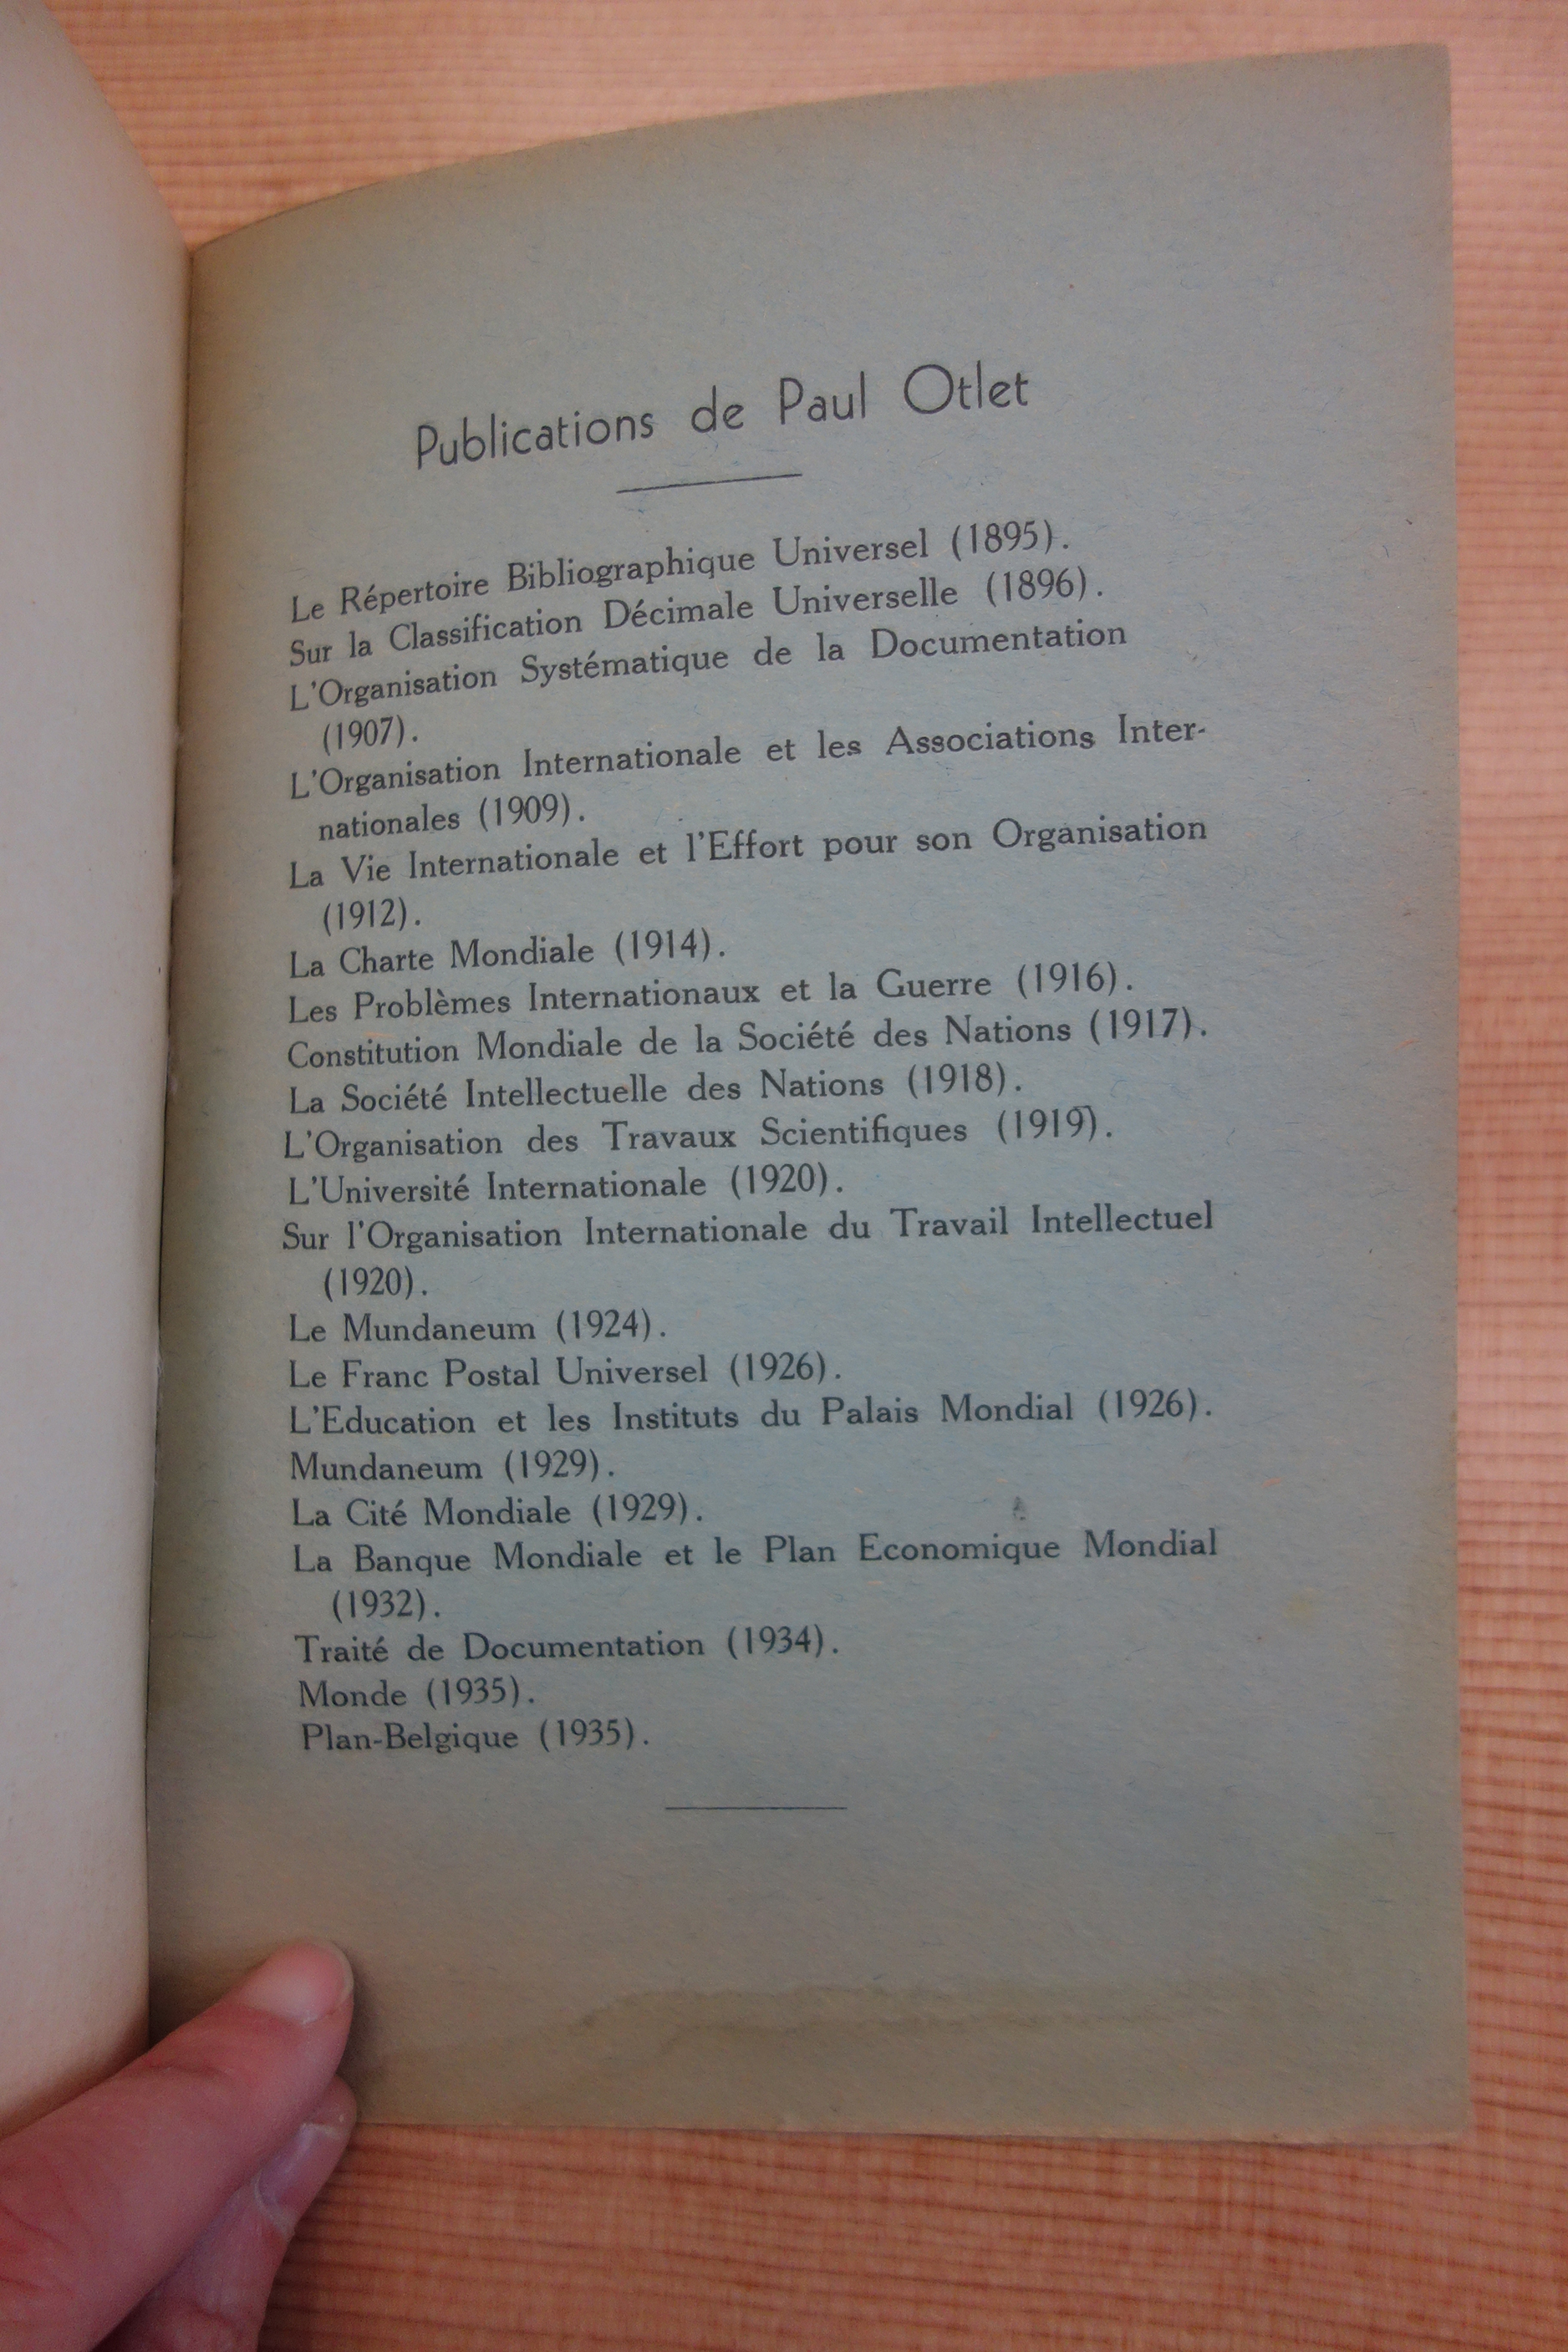 Publications de Paul Otlet
Le Répertoire Bibliographique Universel (1895).
Sur la Classification Décimale Universelle (1896).
L'Organisation Systématique de la Documentation
(1907).
L'Organisation Internationale et les Associations Inter-
nationales (1909).
La Vie Internationale et l'Effort pour son Organisation
(1912).
La Charte Mondiale (1914).
Les Problèmes Internationaux et la Guerre (1916).
Constitution Mondiale de la Société des Nations (1917).
La Société Intellectuelle des Nations (1918).
L'Organisation des Travaux Scientifiques (1919).
L'Université Internationale (1920).
Sur l'Organisation Internationale du Travail Intellectuel
(1920).
Le Mundaneum (1924).
Le Franc Postal Universel (1926).
L'Education et les Instituts du Palais Mondial (1926).
Mundaneum (1929).
La Cité Mondiale (1929).
La Banque Mondiale et le Plan Economique Mondial
(1932).
Traité de Documentation (1934).
Monde (1935).
Plan-Belgique (1935).